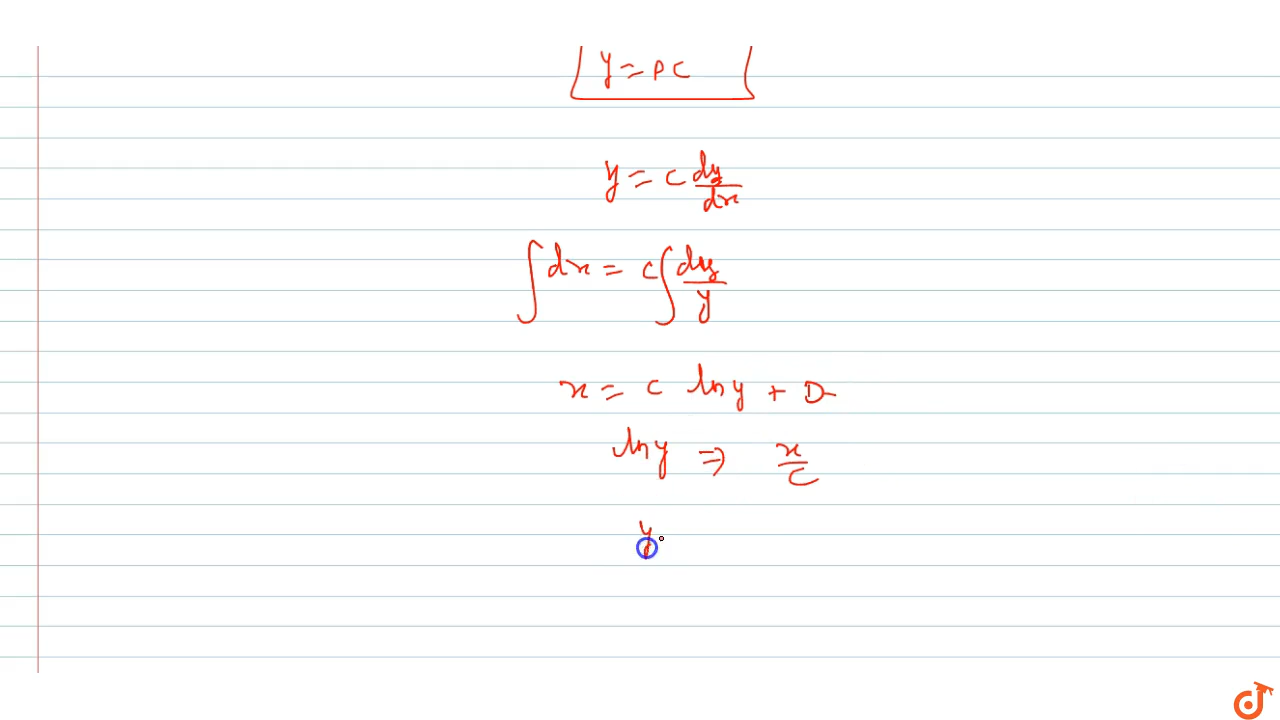 y = PC
y = c dy/dx
∫dx = c∫dy/y
x = c ln y + D
ln y ⇒ x/c
y